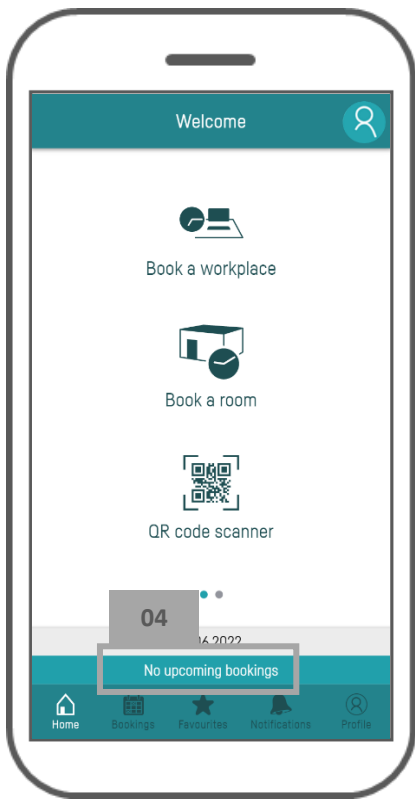 Welcome
Book a workplace
Book a room
QR code scanner
04
06.2022
No upcoming bookings
Home Bookings Favourites Notifications Profile